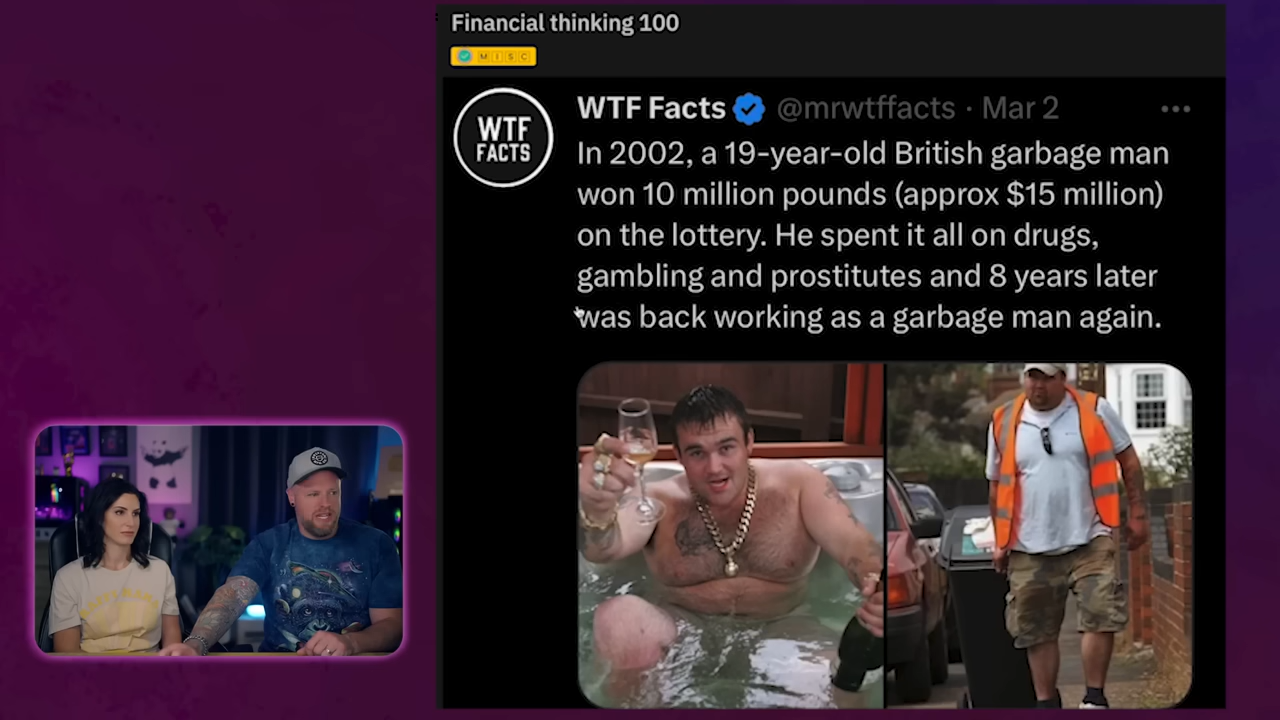 Financial thinking 100
MISC
WTF Facts @mrwtffacts · Mar 2
WTF
FACTS
In 2002, a 19-year-old British garbage man
won 10 million pounds (approx $15 million)
on the lottery. He spent it all on drugs,
gambling and prostitutes and 8 years later
was back working as a garbage man again.